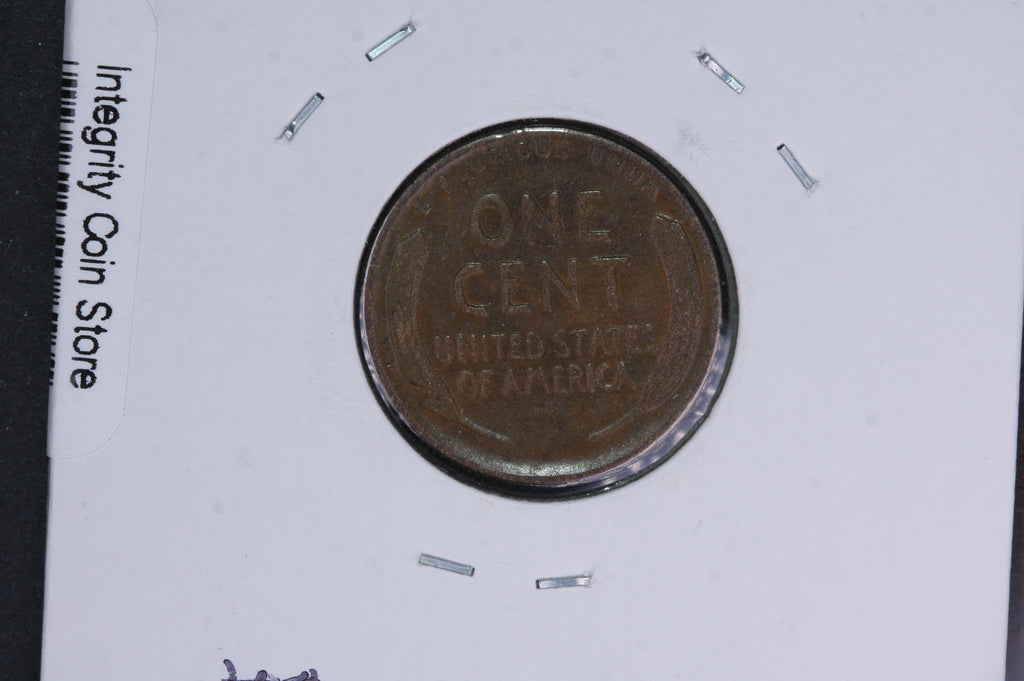 Integrity Coin Store
E PLURIBUS UNUM
ONE
CENT
UNITED STATES
OF AMERICA